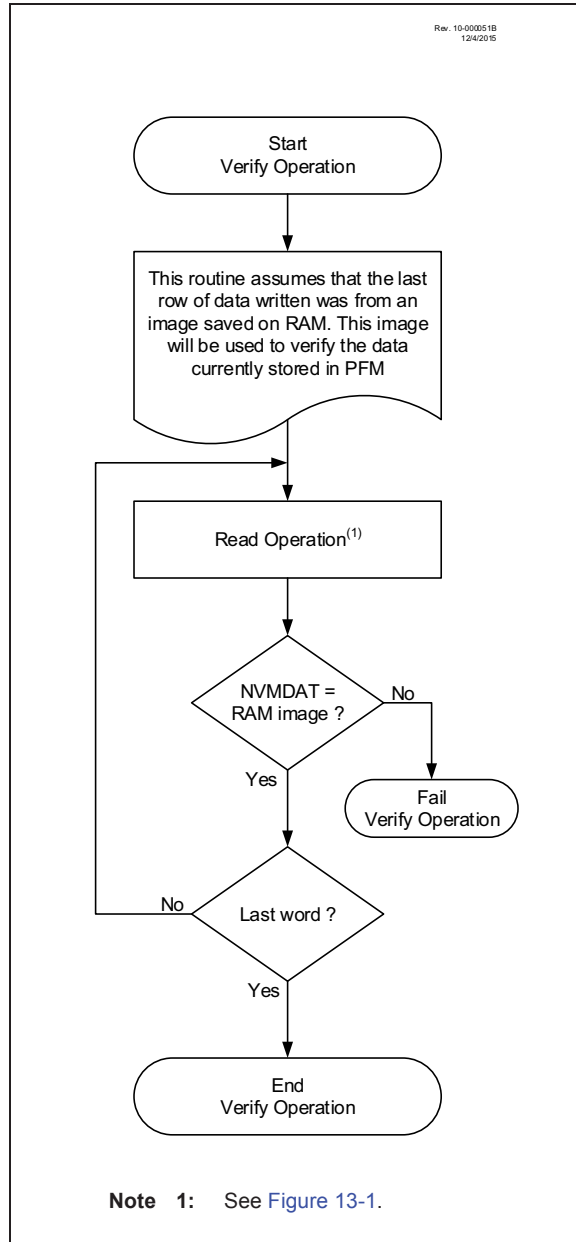 Rev. 10-000051B
12/4/2015
Start
Verify Operation
This routine assumes that the last
row of data written was from an
image saved on RAM. This image
will be used to verify the data
currently stored in PFM
Read Operation(1)
NVMDAT =
RAM image ?
No
Yes
Fail
Verify Operation
Last word ?
No
Yes
End
Verify Operation
Note 1: See Figure 13-1.